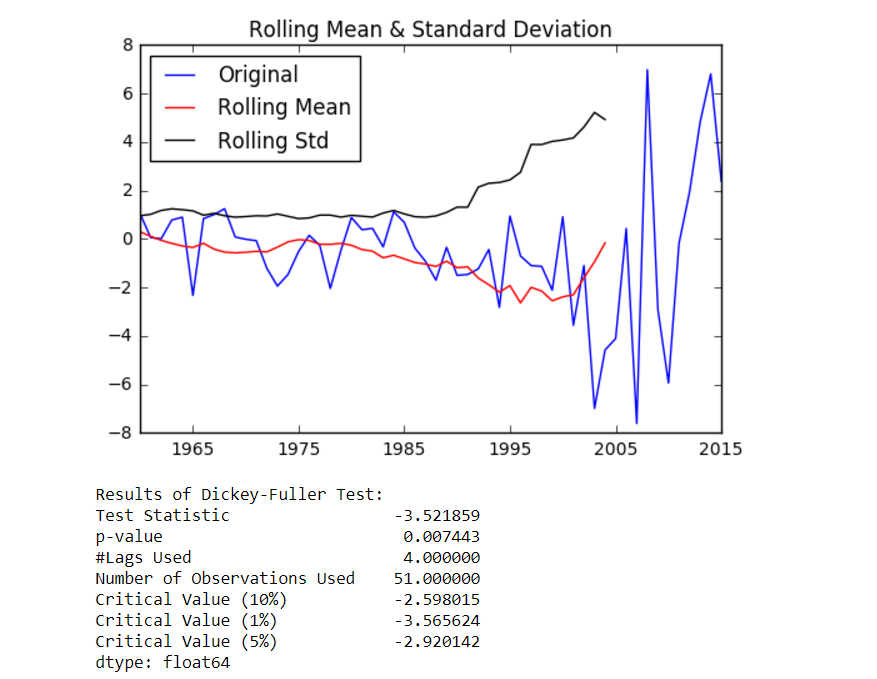 Rolling Mean & Standard Deviation
8
6
4
2
0
−2
−4
−6
−8
Original
Rolling Mean
Rolling Std
1965 1975 1985 1995 2005 2015
Results of Dickey-Fuller Test:
Test Statistic -3.521859
p-value 0.007443
#Lags Used 4.000000
Number of Observations Used 51.000000
Critical Value (10%) -2.598015
Critical Value (1%) -3.565624
Critical Value (5%) -2.920142
dtype: float64